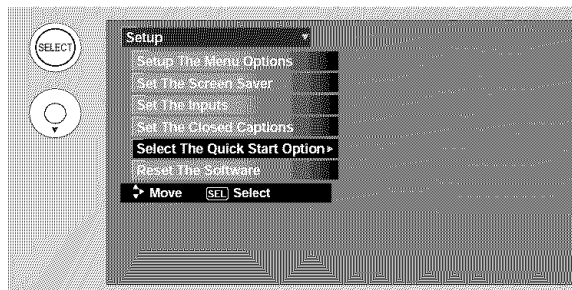 SELECT
Setup
Setup The Menu Options
Set The Screen Saver
Set The Inputs
Set The Closed Captions
Select The Quick Start Option
Reset The Software
Move SEL Select